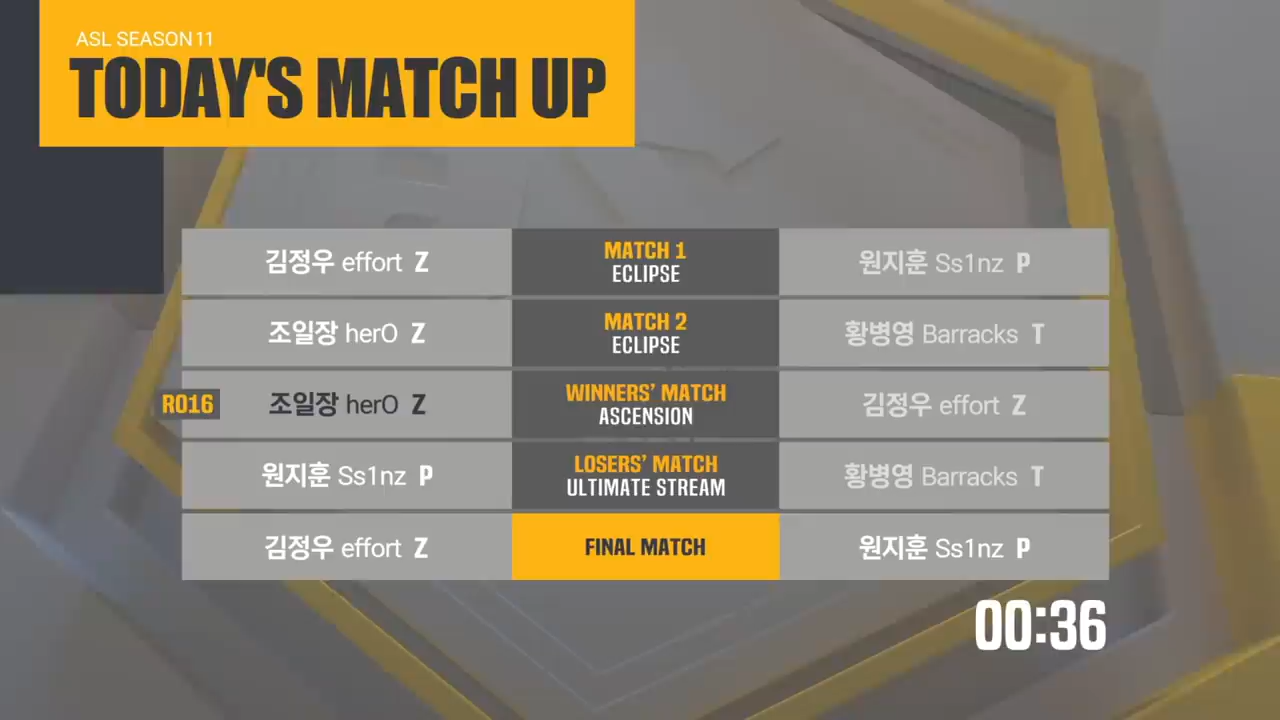 ASL SEASON 11
TODAY'S MATCH UP
김정우 effort Z
MATCH 1
ECLIPSE
원지훈 Ss1nz P
조일장 herO Z
MATCH 2
ECLIPSE
황병영 Barracks T
RO16
조일장 herO Z
WINNERS' MATCH
ASCENSION
김정우 effort Z
원지훈 Ss1nz P
LOSERS' MATCH
ULTIMATE STREAM
황병영 Barracks T
김정우 effort Z
FINAL MATCH
원지훈 Ss1nz P
00:36